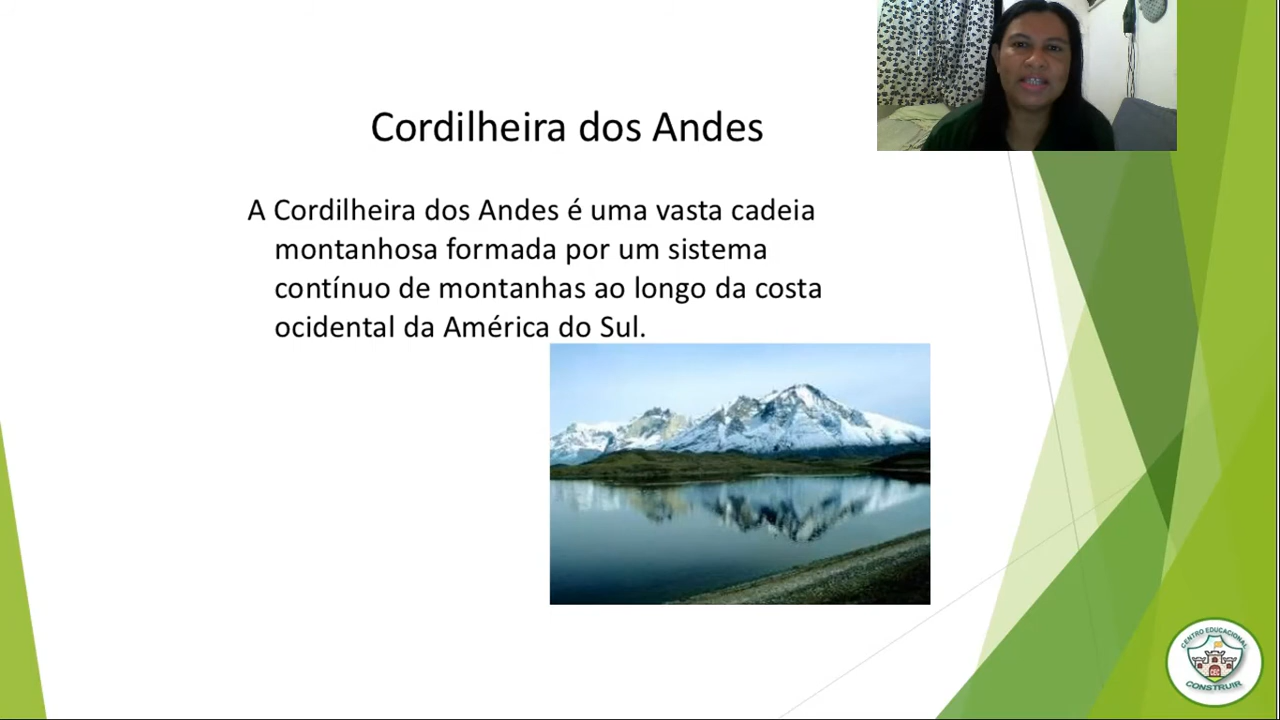 Cordilheira dos Andes
A Cordilheira dos Andes é uma vasta cadeia
montanhosa formada por um sistema
contínuo de montanhas ao longo da costa
ocidental da América do Sul.
CENTRO EDUCACIONAL
CEC
CONSTRUIR